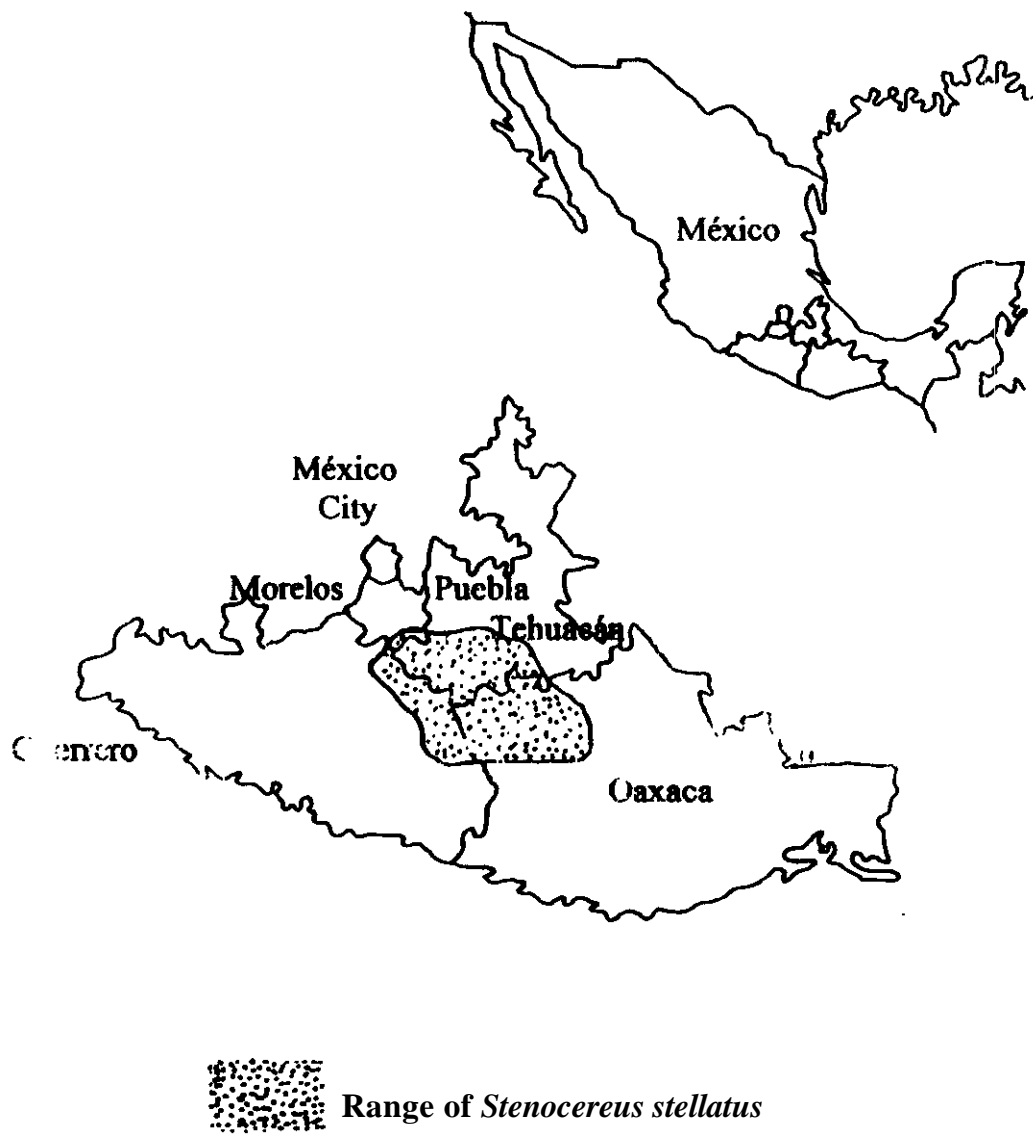 México
México
City
Morelos
Puebla
Tehuacán
Oaxaca
Range of Stenocereus stellatus